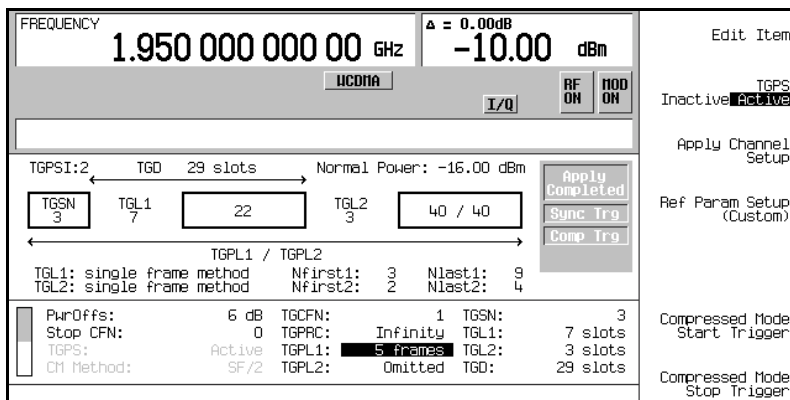 FREQUENCY
1.950 000 000 00 GHz
Δ = 0.00dB
-10.00 dBm
WCDMA
I/Q
RF ON
MOD ON
TGPSI:2
TGD 29 slots
Normal Power: -16.00 dBm
TGSN 3
TGL1 7
22
TGL2 3
40 / 40
TGPL1 / TGPL2
TGL1: single frame method Nfirst1: 3 Nlast1: 9
TGL2: single frame method Nfirst2: 2 Nlast2: 4
Apply Completed
Sync Trg
Comp Trg
PwrOffs: 6 dB TGCFN: 1 TGSN: 3
Stop CFN: 0 TGPRC: Infinity TGL1: 7 slots
TGPS: Active TGPL1: 5 frames TGL2: 3 slots
CM Method: SF/2 TGPL2: Omitted TGD: 29 slots
Edit Item
TGPS
Inactive Active
Apply Channel
Setup
Ref Param Setup
(Custom)
Compressed Mode
Start Trigger
Compressed Mode
Stop Trigger